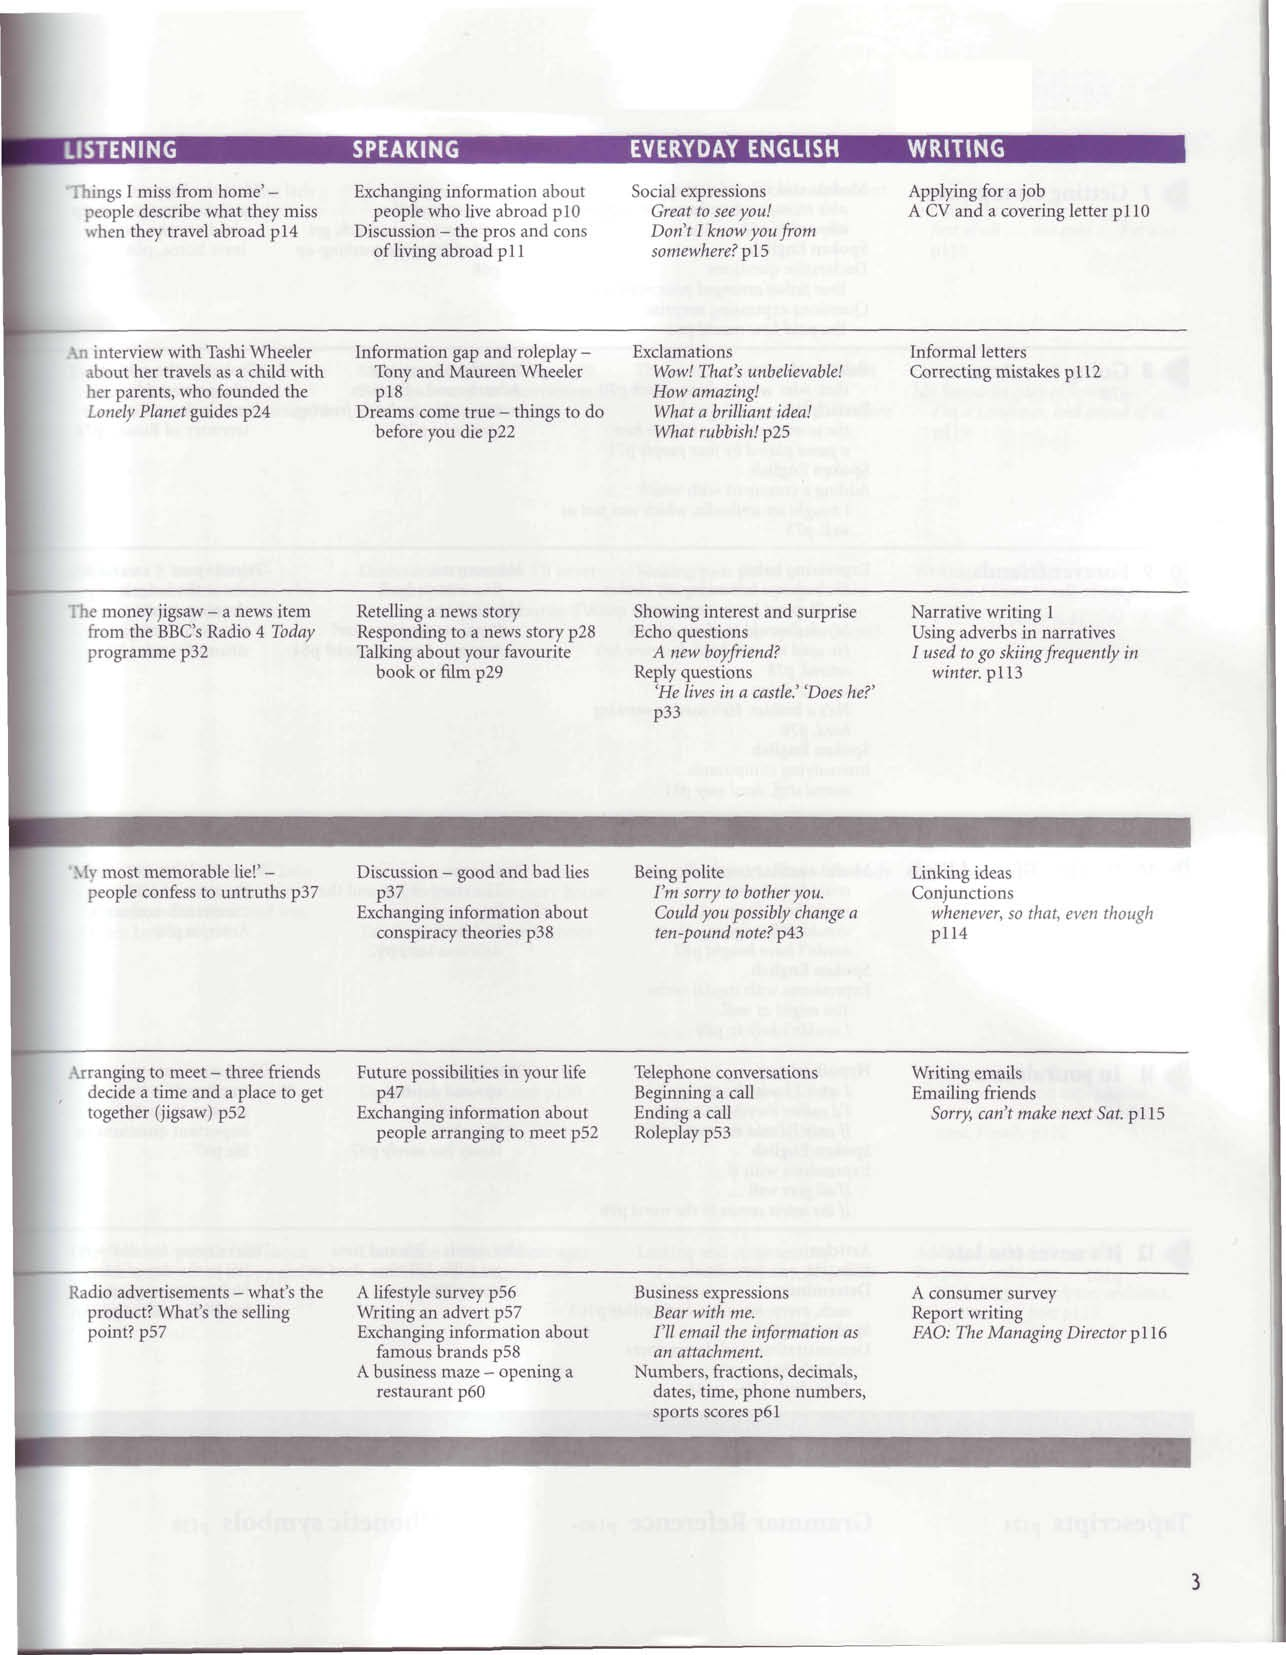 LISTENING SPEAKING EVERYDAY ENGLISH WRITING
'Things I miss from home' –
people describe what they miss
when they travel abroad p14
Exchanging information about
people who live abroad p10
Discussion – the pros and cons
of living abroad p11
Social expressions
Great to see you!
Don't I know you from
somewhere? p15
Applying for a job
A CV and a covering letter p110
An interview with Tashi Wheeler
about her travels as a child with
her parents, who founded the
Lonely Planet guides p24
Information gap and roleplay –
Tony and Maureen Wheeler
p18
Dreams come true – things to do
before you die p22
Exclamations
Wow! That's unbelievable!
How amazing!
What a brilliant idea!
What rubbish! p25
Informal letters
Correcting mistakes p112
The money jigsaw – a news item
from the BBC's Radio 4 Today
programme p32
Retelling a news story
Responding to a news story p28
Talking about your favourite
book or film p29
Showing interest and surprise
Echo questions
A new boyfriend?
Reply questions
'He lives in a castle.' 'Does he?'
p33
Narrative writing 1
Using adverbs in narratives
I used to go skiing frequently in
winter. p113
'My most memorable lie!' –
people confess to untruths p37
Discussion – good and bad lies
p37
Exchanging information about
conspiracy theories p38
Being polite
I'm sorry to bother you.
Could you possibly change a
ten-pound note? p43
Linking ideas
Conjunctions
whenever, so that, even though
p114
Arranging to meet – three friends
decide a time and a place to get
together (jigsaw) p52
Future possibilities in your life
p47
Exchanging information about
people arranging to meet p52
Telephone conversations
Beginning a call
Ending a call
Roleplay p53
Writing emails
Emailing friends
Sorry, can't make next Sat. p115
Radio advertisements – what's the
product? What's the selling
point? p57
A lifestyle survey p56
Writing an advert p57
Exchanging information about
famous brands p58
A business maze – opening a
restaurant p60
Business expressions
Bear with me.
I'll email the information as
an attachment.
Numbers, fractions, decimals,
dates, time, phone numbers,
sports scores p61
A consumer survey
Report writing
FAO: The Managing Director p116
3